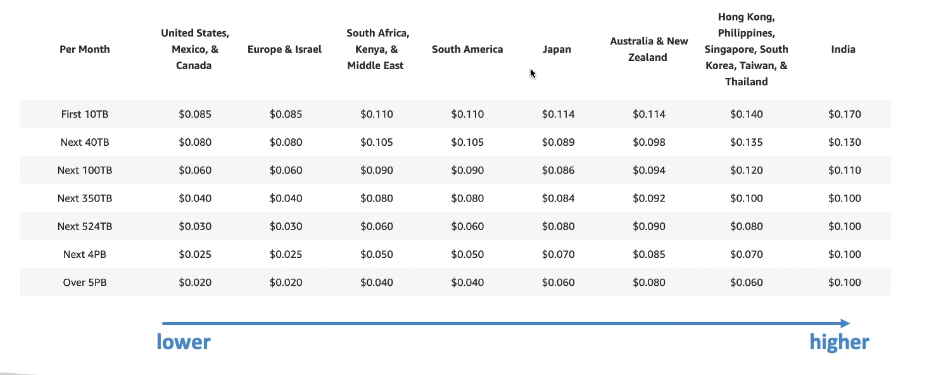 Per Month United States, Mexico, & Canada Europe & Israel South Africa, Kenya, & Middle East South America Japan Australia & New Zealand Hong Kong, Philippines, Singapore, South Korea, Taiwan, & Thailand India
First 10TB $0.085 $0.085 $0.110 $0.110 $0.114 $0.114 $0.140 $0.170
Next 40TB $0.080 $0.080 $0.105 $0.105 $0.089 $0.098 $0.135 $0.130
Next 100TB $0.060 $0.060 $0.090 $0.090 $0.086 $0.094 $0.120 $0.110
Next 350TB $0.040 $0.040 $0.080 $0.080 $0.084 $0.092 $0.100 $0.100
Next 524TB $0.030 $0.030 $0.060 $0.060 $0.080 $0.090 $0.080 $0.100
Next 4PB $0.025 $0.025 $0.050 $0.050 $0.070 $0.085 $0.070 $0.100
Over 5PB $0.020 $0.020 $0.040 $0.040 $0.060 $0.080 $0.060 $0.100
lower higher